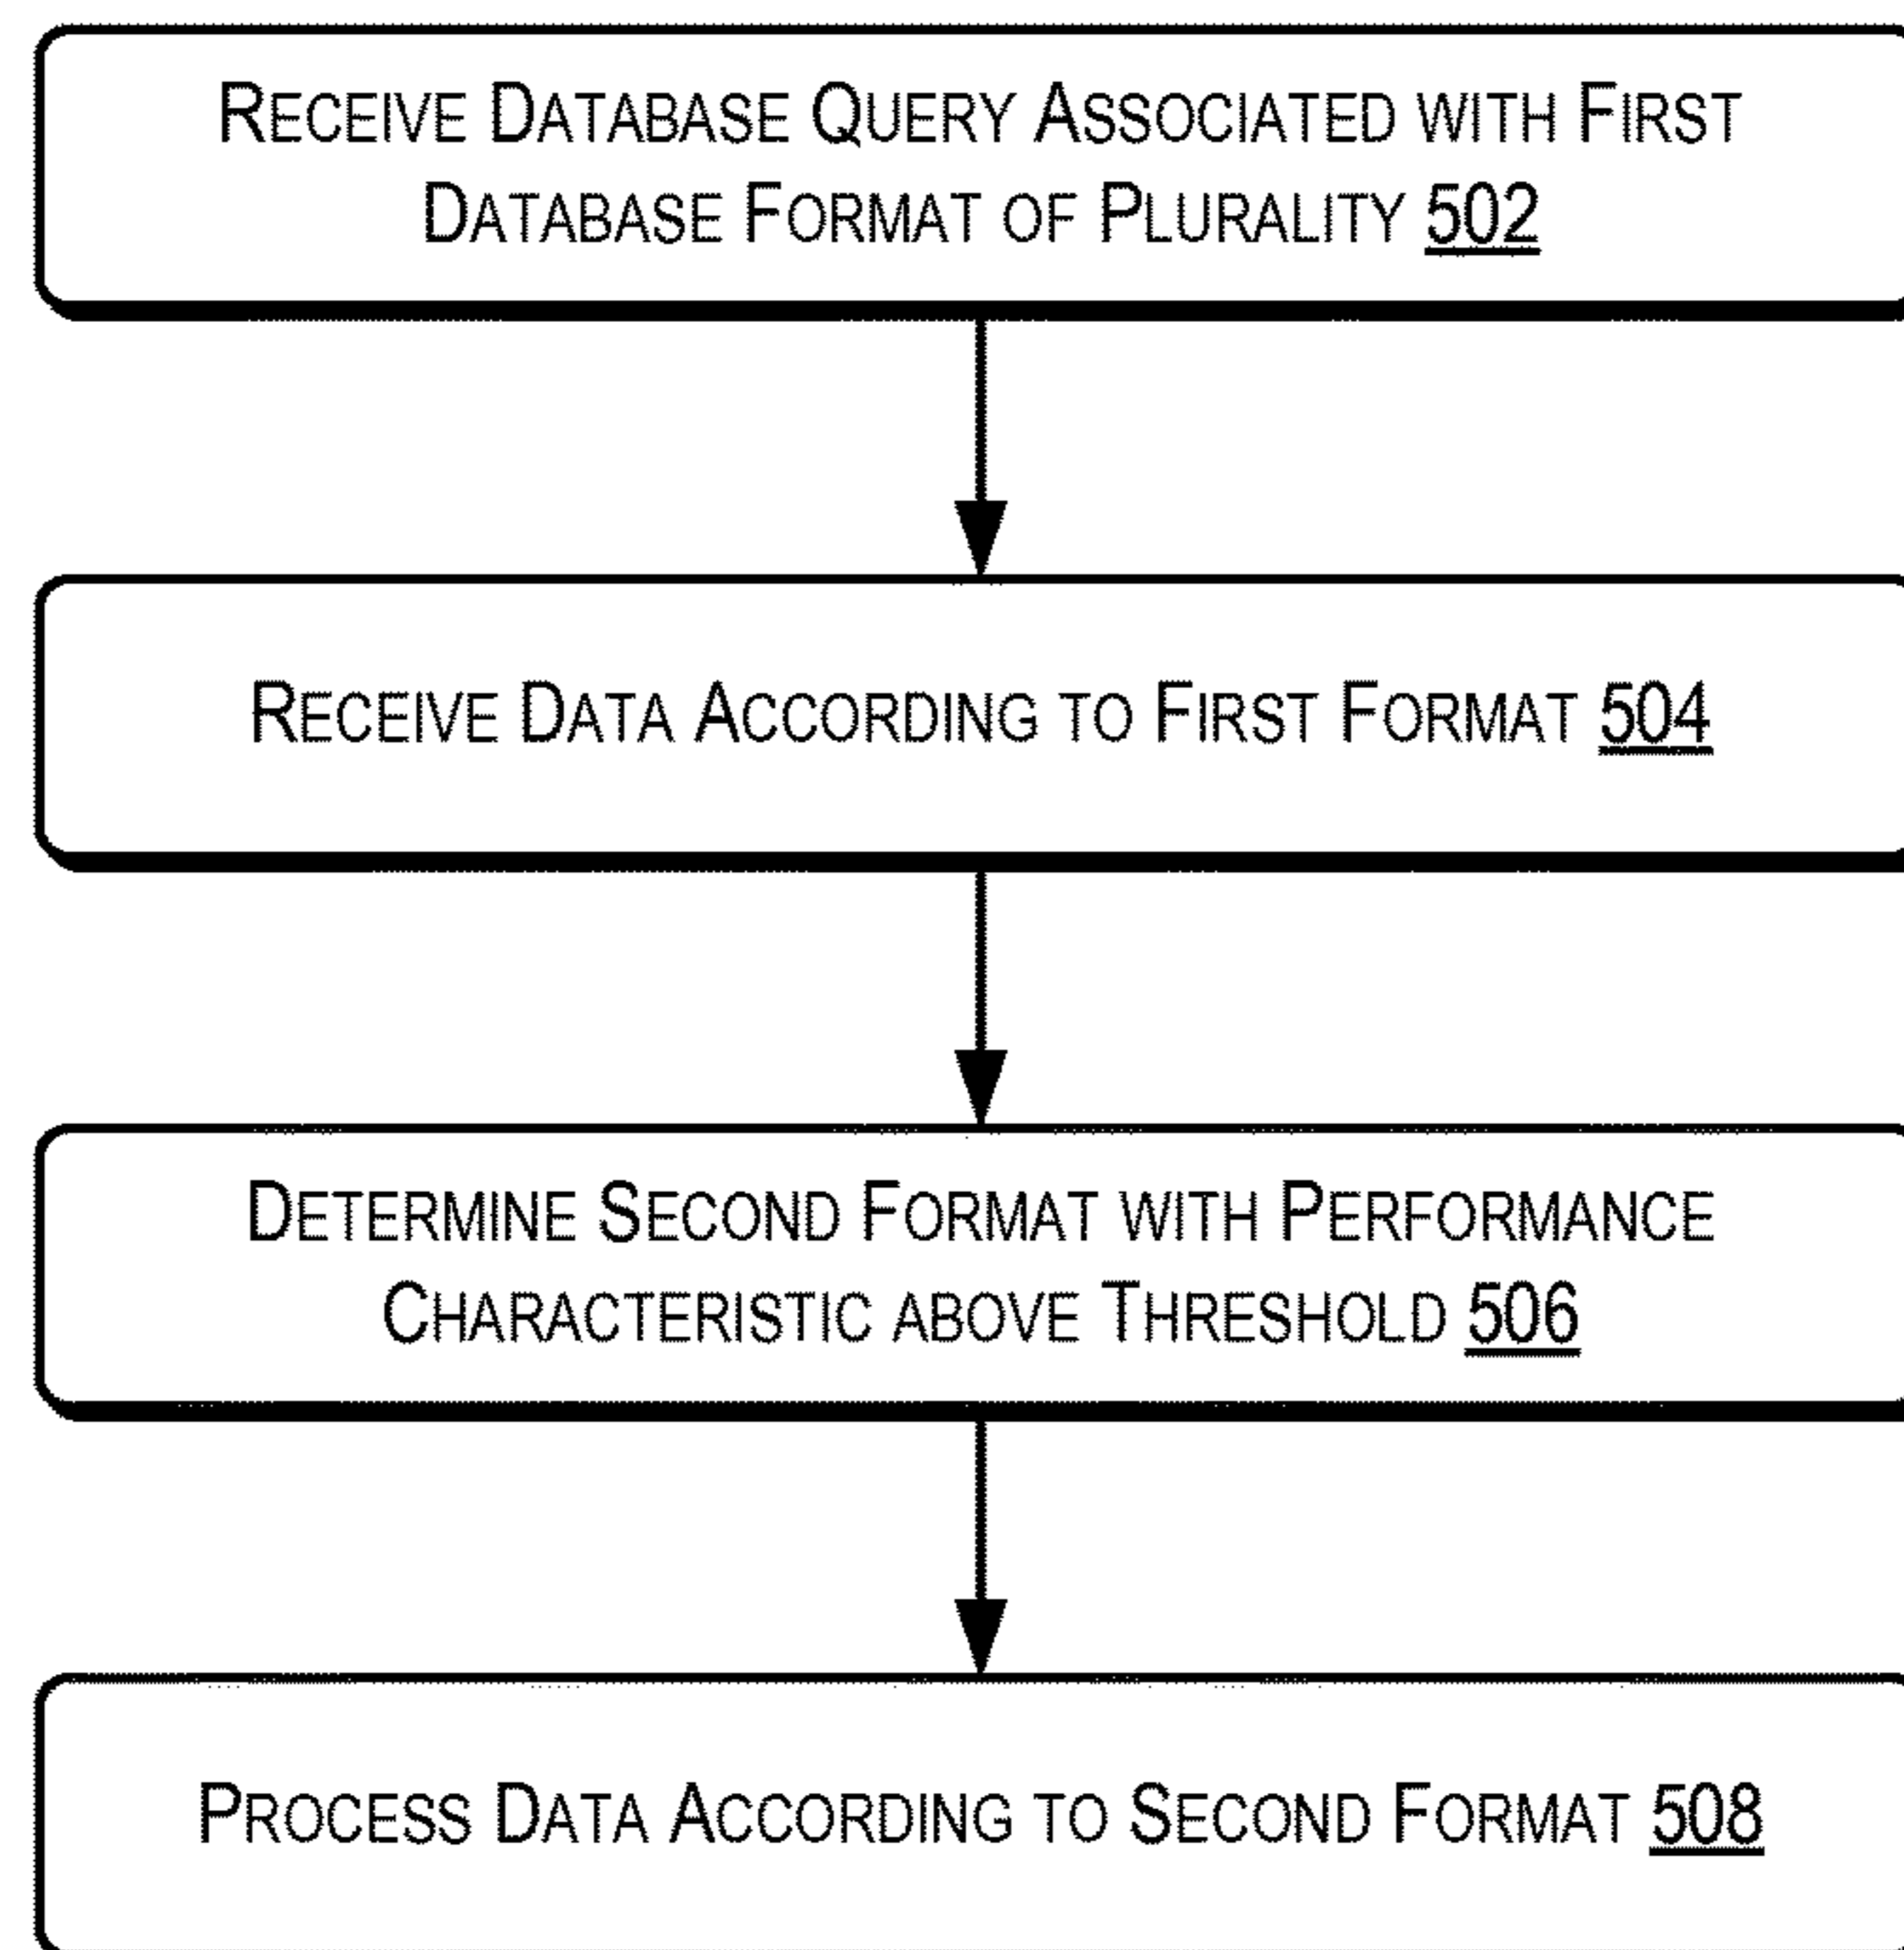 RECEIVE DATABASE QUERY ASSOCIATED WITH FIRST
DATABASE FORMAT OF PLURALITY 502
RECEIVE DATA ACCORDING TO FIRST FORMAT 504
DETERMINE SECOND FORMAT WITH PERFORMANCE
CHARACTERISTIC ABOVE THRESHOLD 506
PROCESS DATA ACCORDING TO SECOND FORMAT 508